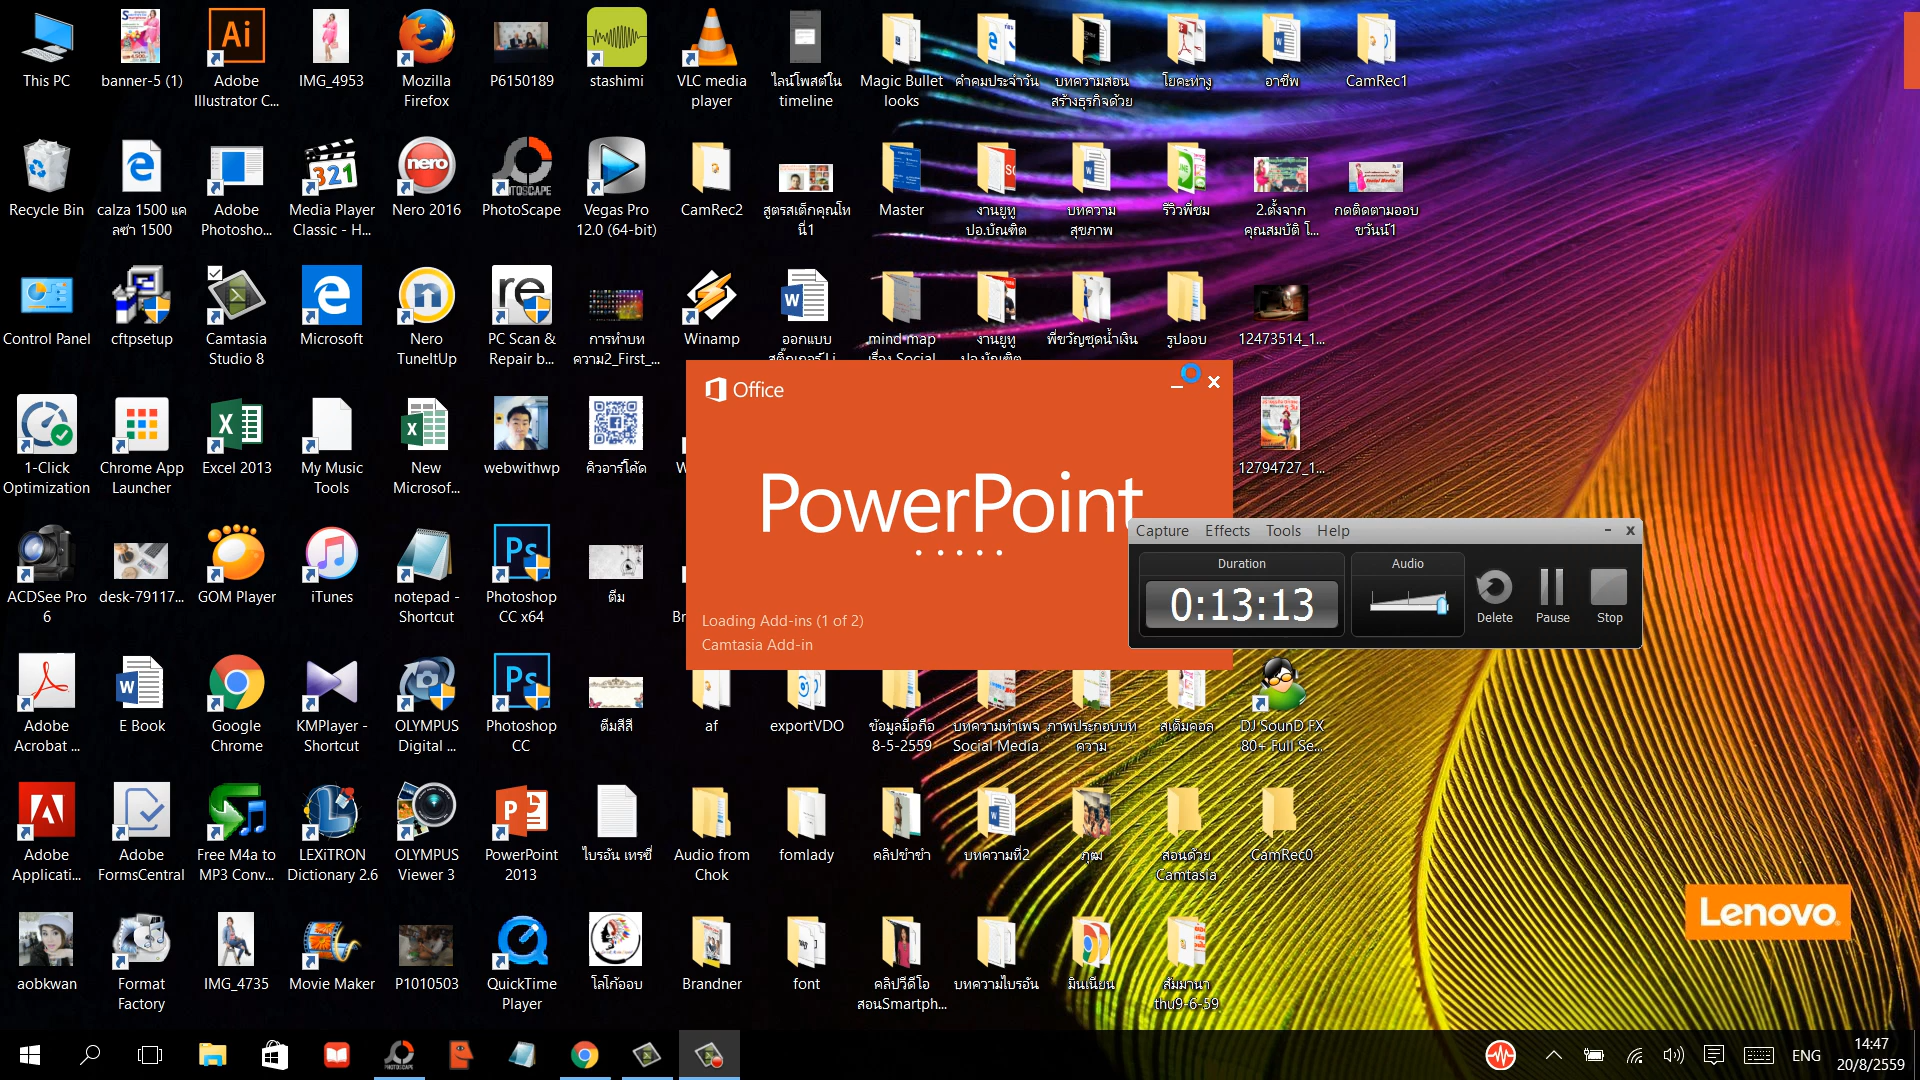 This PC
banner-5 (1)
Adobe
Illustrator C...
IMG_4953
Mozilla
Firefox
P6150189
stashimi
VLC media
player
ไลน์โพสต์ใน
timeline
Magic Bullet
looks
คำคมประจำวัน
บทความสอน
สร้างธุรกิจด้วย
โยคะท่างู
อาชีพ
CamRec1
Recycle Bin
calza 1500 แค
ลซ่า 1500
Adobe
Photosho...
Media Player
Classic - H...
Nero 2016
PhotoScape
Vegas Pro
12.0 (64-bit)
CamRec2
สูตรสเต็กคุณโท
นี่1
Master
งานยูทู
ปอ.บัณฑิต
บทความ
สุขภาพ
รีวิวพี่ชม
2.ตั้งจาก
คุณสมบัติ โ...
กดติดตามออบ
ขวันน์1
Control Panel
cftpsetup
Camtasia
Studio 8
Microsoft
Nero
TuneItUp
PC Scan &
Repair b...
การทำบท
ความ2_First_...
Winamp
ออกแบบ
สติ๊กเกอร์ Li
mind map
เรื่อง Social
งานยูทู
ปอ.บัณฑิต
พี่ขวัญชุดน้ำเงิน
รูปออบ
12473514_1...
Office
PowerPoint
Loading Add-ins (1 of 2)
Camtasia Add-in
1-Click
Optimization
Chrome App
Launcher
Excel 2013
My Music
Tools
New
Microsof...
webwithwp
คิวอาร์โค้ด
12794727_1...
Capture Effects Tools Help
Duration
Audio
0:13:13
Delete
Pause
Stop
ACDSee Pro
6
desk-79117...
GOM Player
iTunes
notepad -
Shortcut
Photoshop
CC x64
ตีม
Br
Adobe
Acrobat ...
E Book
Google
Chrome
KMPlayer -
Shortcut
OLYMPUS
Digital ...
Photoshop
CC
ตีมสีสี
af
exportVDO
ข้อมูลมือถือ
8-5-2559
บทความทำเพจ
Social Media
ภาพประกอบบท
ความ
สเต็มคอล
DJ SounD FX
80+ Full Se...
Adobe
Applicati...
Adobe
FormsCentral
Free M4a to
MP3 Conv...
LEXiTRON
Dictionary 2.6
OLYMPUS
Viewer 3
PowerPoint
2013
ไบรอัน เทรซี่
Audio from
Chok
fomlady
คลิปขำขำ
บทความที่2
ภุฒ
สอนด้วย
Camtasia
CamRec0
Lenovo
aobkwan
Format
Factory
IMG_4735
Movie Maker
P1010503
QuickTime
Player
โลโก้ออบ
Brandner
font
คลิปวีดีโอ
สอนSmartph...
บทความไบรอัน
มินเนี่ยน
สัมมานา
thu9-6-59
ENG
14:47
20/8/2559